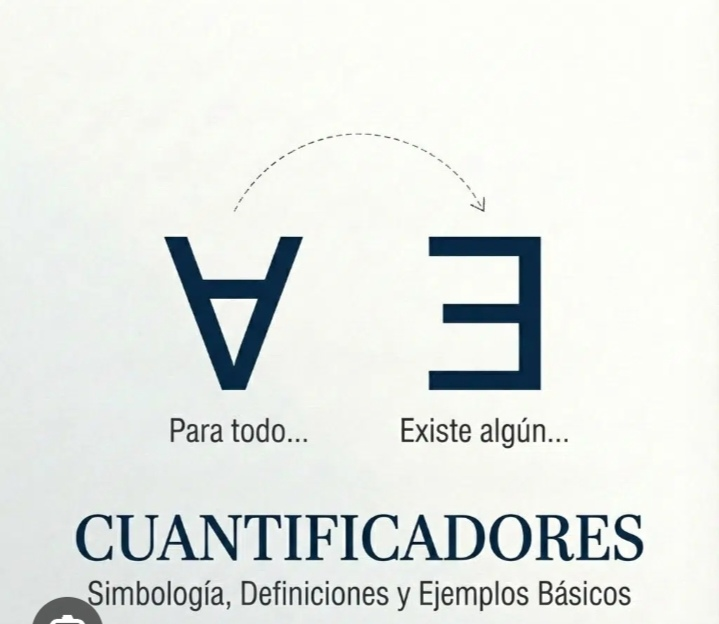 ∀ ∃
Para todo... Existe algún...
CUANTIFICADORES
Simbología, Definiciones y Ejemplos Básicos